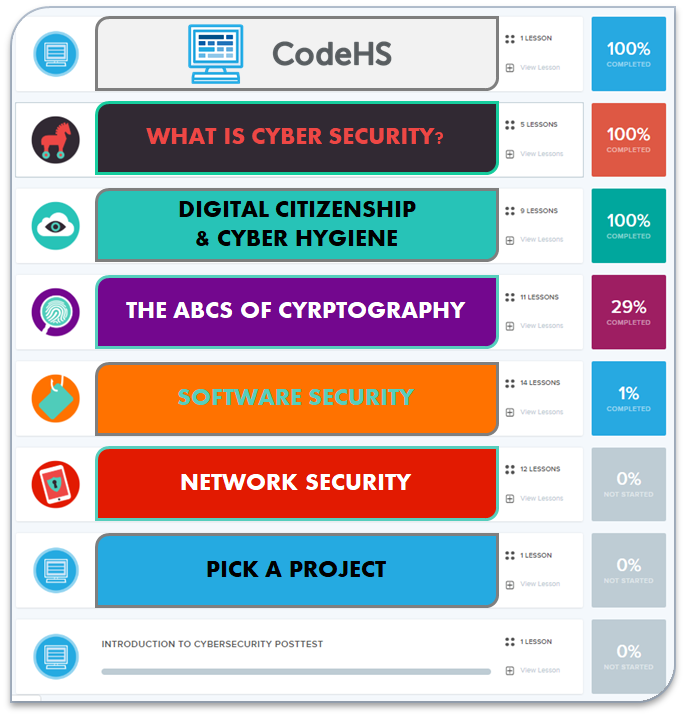 CodeHS
1 LESSON
View Lesson
100%
COMPLETED
WHAT IS CYBER SECURITY?
5 LESSONS
View Lessons
100%
COMPLETED
DIGITAL CITIZENSHIP
& CYBER HYGIENE
9 LESSONS
View Lessons
100%
COMPLETED
THE ABCS OF CYRPTOGRAPHY
11 LESSONS
View Lessons
29%
COMPLETED
SOFTWARE SECURITY
14 LESSONS
View Lessons
1%
COMPLETED
NETWORK SECURITY
12 LESSONS
View Lessons
0%
NOT STARTED
PICK A PROJECT
1 LESSON
View Lesson
0%
NOT STARTED
INTRODUCTION TO CYBERSECURITY POSTTEST
1 LESSON
View Lesson
0%
NOT STARTED